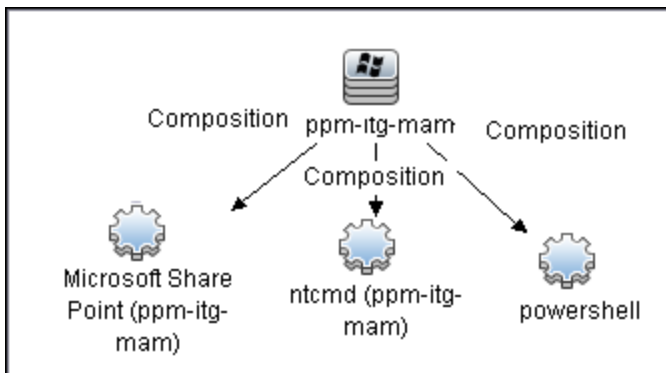 Composition
ppm-itg-mam
Composition
Composition
Microsoft Share
Point (ppm-itg-
mam)
ntcmd (ppm-itg-
mam)
powershell